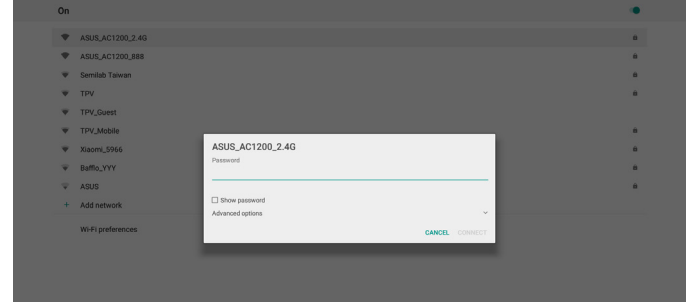 On
ASUS_AC1200_2.4G
ASUS_AC1200_888
Semilab Taiwan
TPV
TPV_Guest
TPV_Mobile
Xiaomi_5966
Bafflo_YYY
ASUS
+ Add network
Wi-Fi preferences
ASUS_AC1200_2.4G
Password
Show password
Advanced options
CANCEL CONNECT